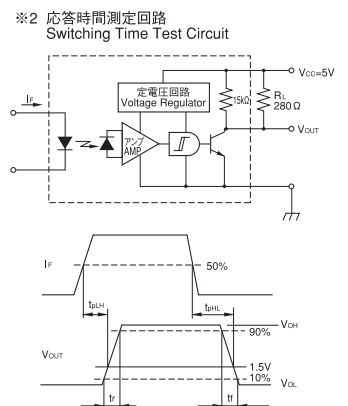 ※2 応答時間測定回路
Switching Time Test Circuit
IF
定電圧回路
Voltage Regulator
15kΩ
RL
280Ω
VCC=5V
アンプ
AMP.
VOUT
IF
50%
tpLH
tpHL
VOH
90%
VOUT
1.5V
10%
VOL
tr
tf